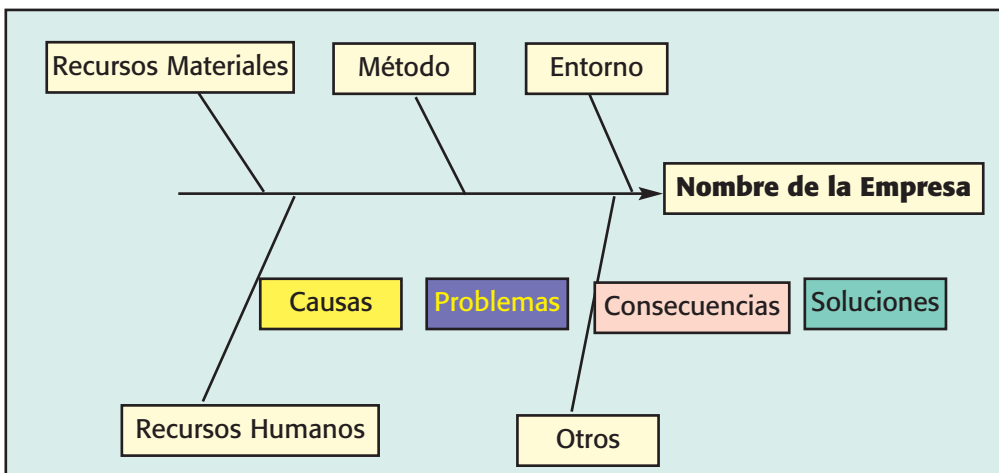 Recursos Materiales
Método
Entorno
Nombre de la Empresa
Causas
Problemas
Consecuencias
Soluciones
Recursos Humanos
Otros